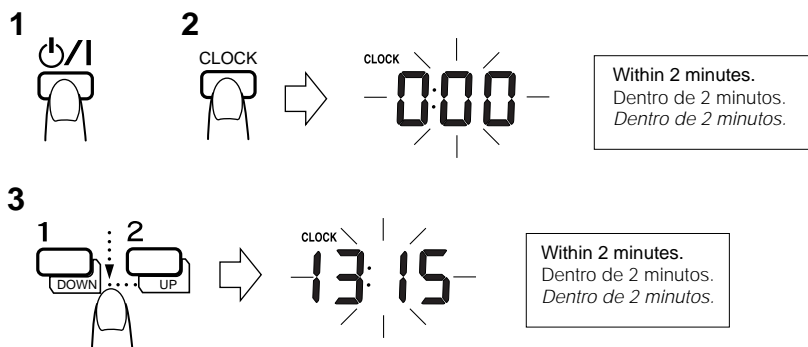 1
⏻/I
2
CLOCK
CLOCK
0:00
Within 2 minutes.
Dentro de 2 minutos.
Dentro de 2 minutos.
3
1
2
DOWN
UP
CLOCK
13:15
Within 2 minutes.
Dentro de 2 minutos.
Dentro de 2 minutos.